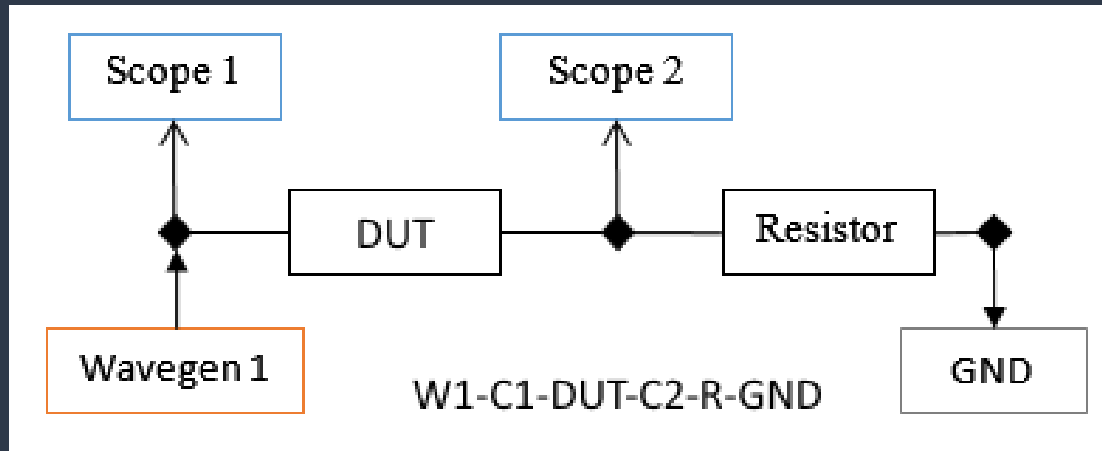 Scope 1
Scope 2
DUT
Resistor
Wavegen 1
GND
W1-C1-DUT-C2-R-GND